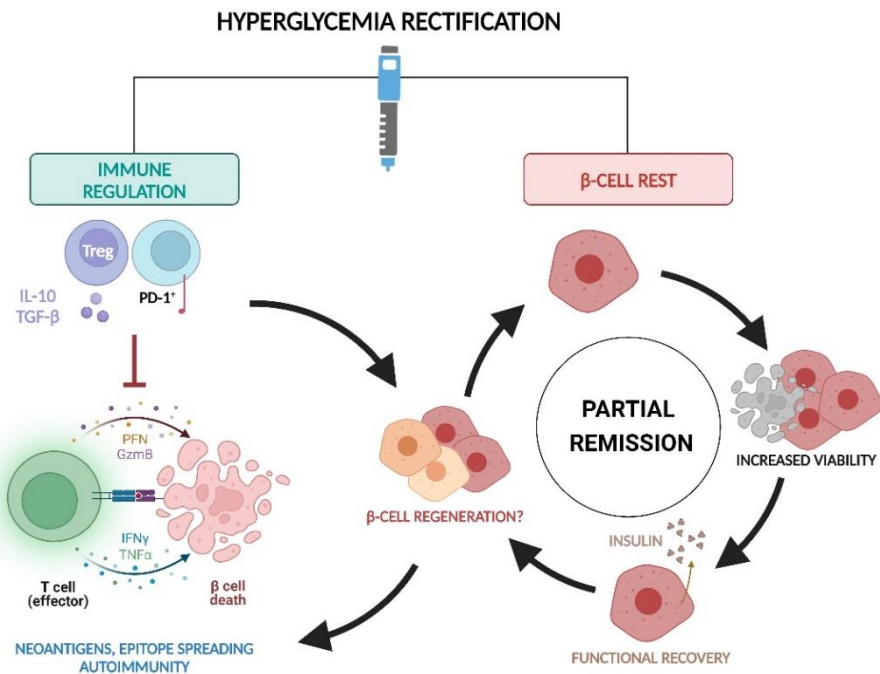 HYPERGLYCEMIA RECTIFICATION
IMMUNE
REGULATION
β-CELL REST
Treg
IL-10
TGF-β
PD-1⁺
PFN
GzmB
IFNγ
TNFα
T cell
(effector)
β cell
death
NEOANTIGENS, EPITOPE SPREADING
AUTOIMMUNITY
β-CELL REGENERATION?
PARTIAL
REMISSION
INCREASED VIABILITY
INSULIN
FUNCTIONAL RECOVERY